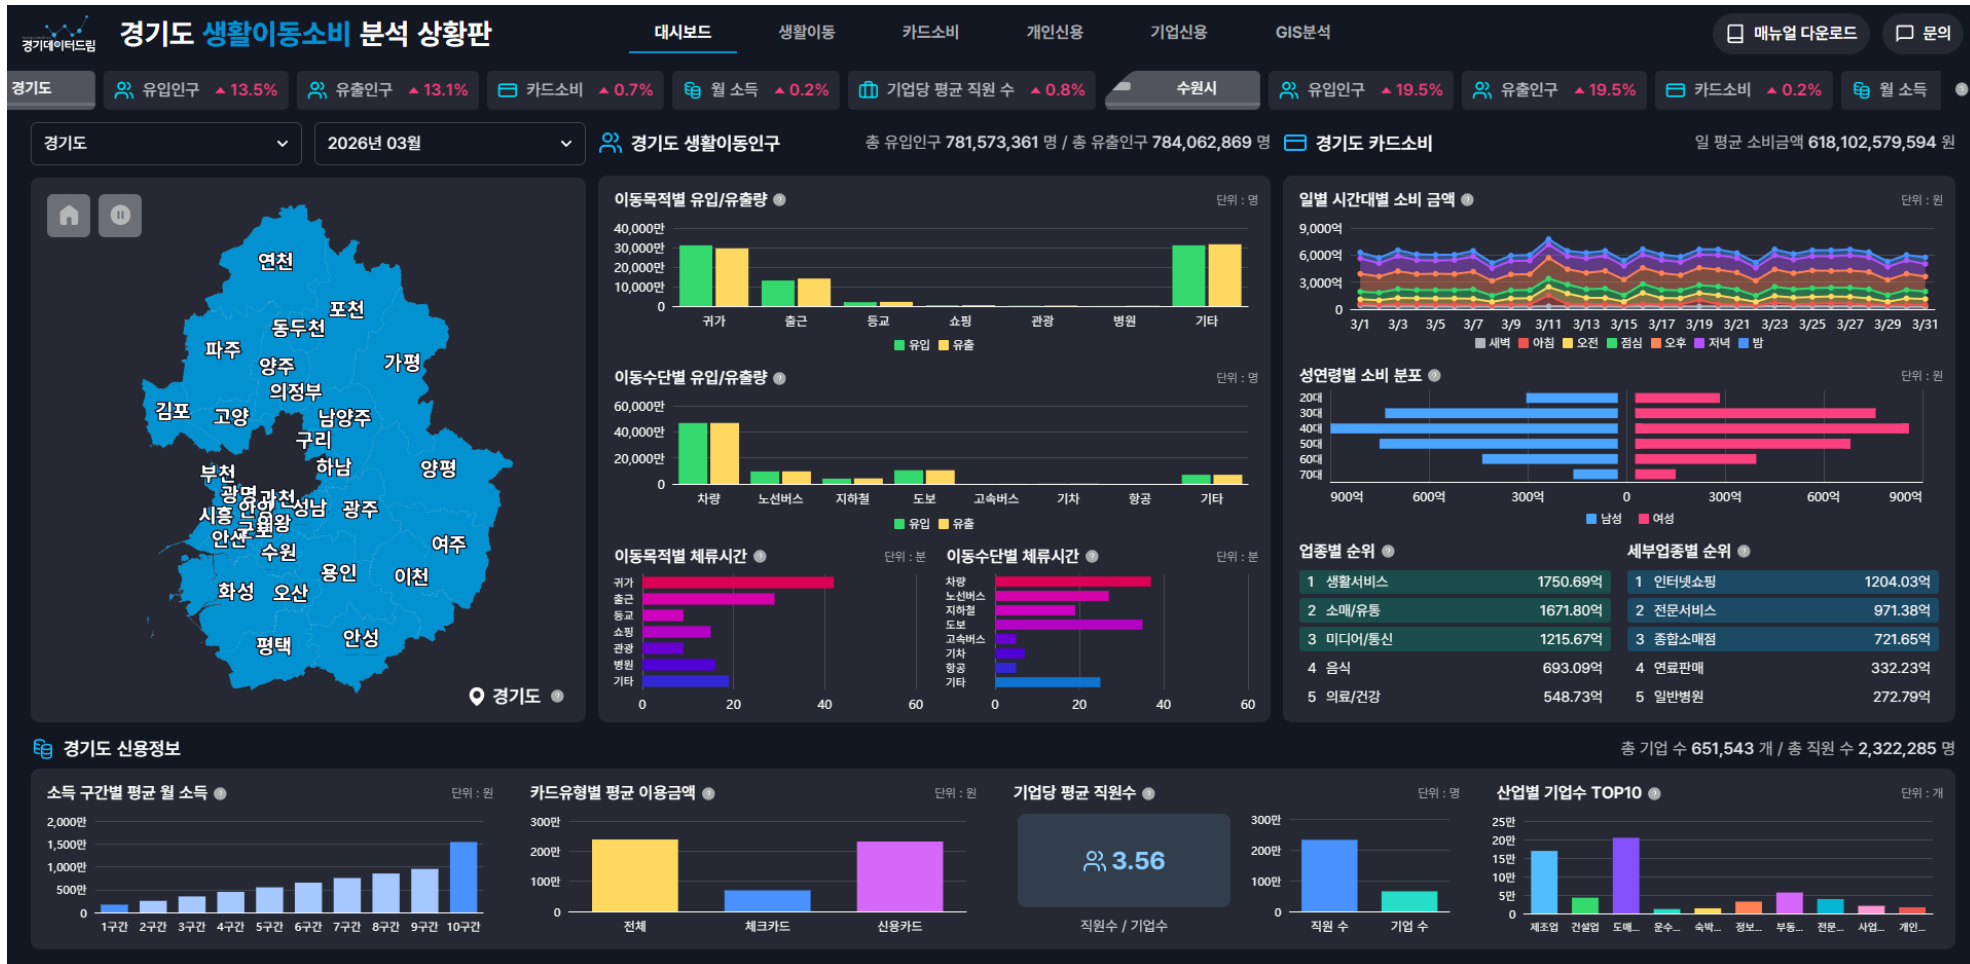 경기데이터드림
경기도 생활이동소비 분석 상황판
대시보드 생활이동 카드소비 개인신용 기업신용 GIS분석
매뉴얼 다운로드 문의
경기도 유입인구 ▲ 13.5% 유출인구 ▲ 13.1% 카드소비 ▲ 0.7% 월 소득 ▲ 0.2% 기업당 평균 직원 수 ▲ 0.8% 수원시 유입인구 ▲ 19.5% 유출인구 ▲ 19.5% 카드소비 ▲ 0.2% 월 소득
경기도 2026년 03월
연천
포천
동두천
파주
양주
가평
의정부
김포
고양
남양주
구리
부천
하남
양평
광명
과천
시흥
안양
성남
광주
안산
군포
의왕
수원
여주
용인
이천
화성
오산
평택
안성
경기도
경기도 생활이동인구
총 유입인구 781,573,361 명 / 총 유출인구 784,062,869 명
이동목적별 유입/유출량
단위 : 명
40,000만
30,000만
20,000만
10,000만
0
귀가 출근 등교 쇼핑 관광 병원 기타
유입 유출
이동수단별 유입/유출량
단위 : 명
60,000만
40,000만
20,000만
0
차량 노선버스 지하철 도보 고속버스 기차 항공 기타
유입 유출
이동목적별 체류시간
단위 : 분
귀가
출근
등교
쇼핑
관광
병원
기타
0 20 40 60
이동수단별 체류시간
단위 : 분
차량
노선버스
지하철
도보
고속버스
기차
항공
기타
0 20 40 60
경기도 카드소비
일 평균 소비금액 618,102,579,594 원
일별 시간대별 소비 금액
단위 : 원
9,000억
6,000억
3,000억
0
3/1 3/3 3/5 3/7 3/9 3/11 3/13 3/15 3/17 3/19 3/21 3/23 3/25 3/27 3/29 3/31
새벽 아침 오전 점심 오후 저녁 밤
성연령별 소비 분포
단위 : 원
20대
30대
40대
50대
60대
70대
900억 600억 300억 0 300억 600억 900억
남성 여성
업종별 순위
1 생활서비스 1750.69억
2 소매/유통 1671.80억
3 미디어/통신 1215.67억
4 음식 693.09억
5 의료/건강 548.73억
세부업종별 순위
1 인터넷쇼핑 1204.03억
2 전문서비스 971.38억
3 종합소매점 721.65억
4 연료판매 332.23억
5 일반병원 272.79억
경기도 신용정보
총 기업 수 651,543 개 / 총 직원 수 2,322,285 명
소득 구간별 평균 월 소득
단위 : 원
2,000만
1,500만
1,000만
500만
0
1구간 2구간 3구간 4구간 5구간 6구간 7구간 8구간 9구간 10구간
카드유형별 평균 이용금액
단위 : 원
300만
200만
100만
0
전체 체크카드 신용카드
기업당 평균 직원수
단위 : 명
3.56
직원수 / 기업수
300만
200만
100만
0
직원 수 기업 수
산업별 기업수 TOP10
단위 : 개
25만
20만
15만
10만
5만
0
제조업 건설업 도매... 운수... 숙박... 정보... 부동... 전문... 사업... 개인...